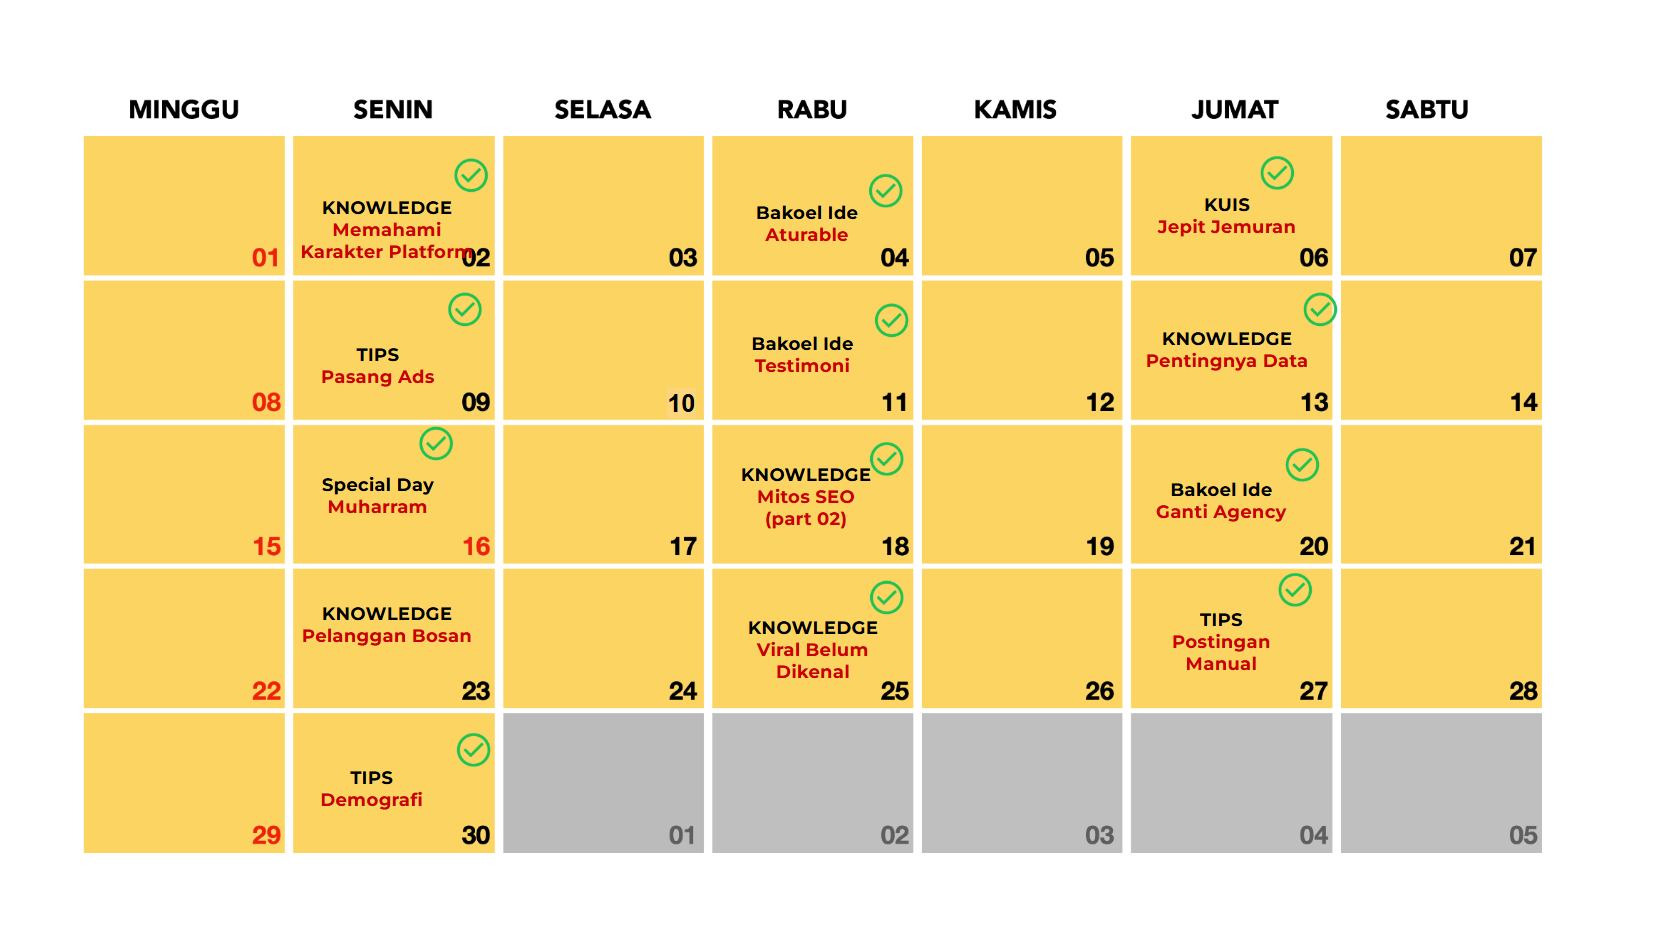 MINGGU SENIN SELASA RABU KAMIS JUMAT SABTU
01
KNOWLEDGE
Memahami
Karakter Platform
02
03
Bakoel Ide
Aturable
04
05
KUIS
Jepit Jemuran
06
07
08
TIPS
Pasang Ads
09
10
Bakoel Ide
Testimoni
11
12
KNOWLEDGE
Pentingnya Data
13
14
15
Special Day
Muharram
16
17
KNOWLEDGE
Mitos SEO
(part 02)
18
19
Bakoel Ide
Ganti Agency
20
21
22
KNOWLEDGE
Pelanggan Bosan
23
24
KNOWLEDGE
Viral Belum
Dikenal
25
26
TIPS
Postingan
Manual
27
28
29
TIPS
Demografi
30
01
02
03
04
05